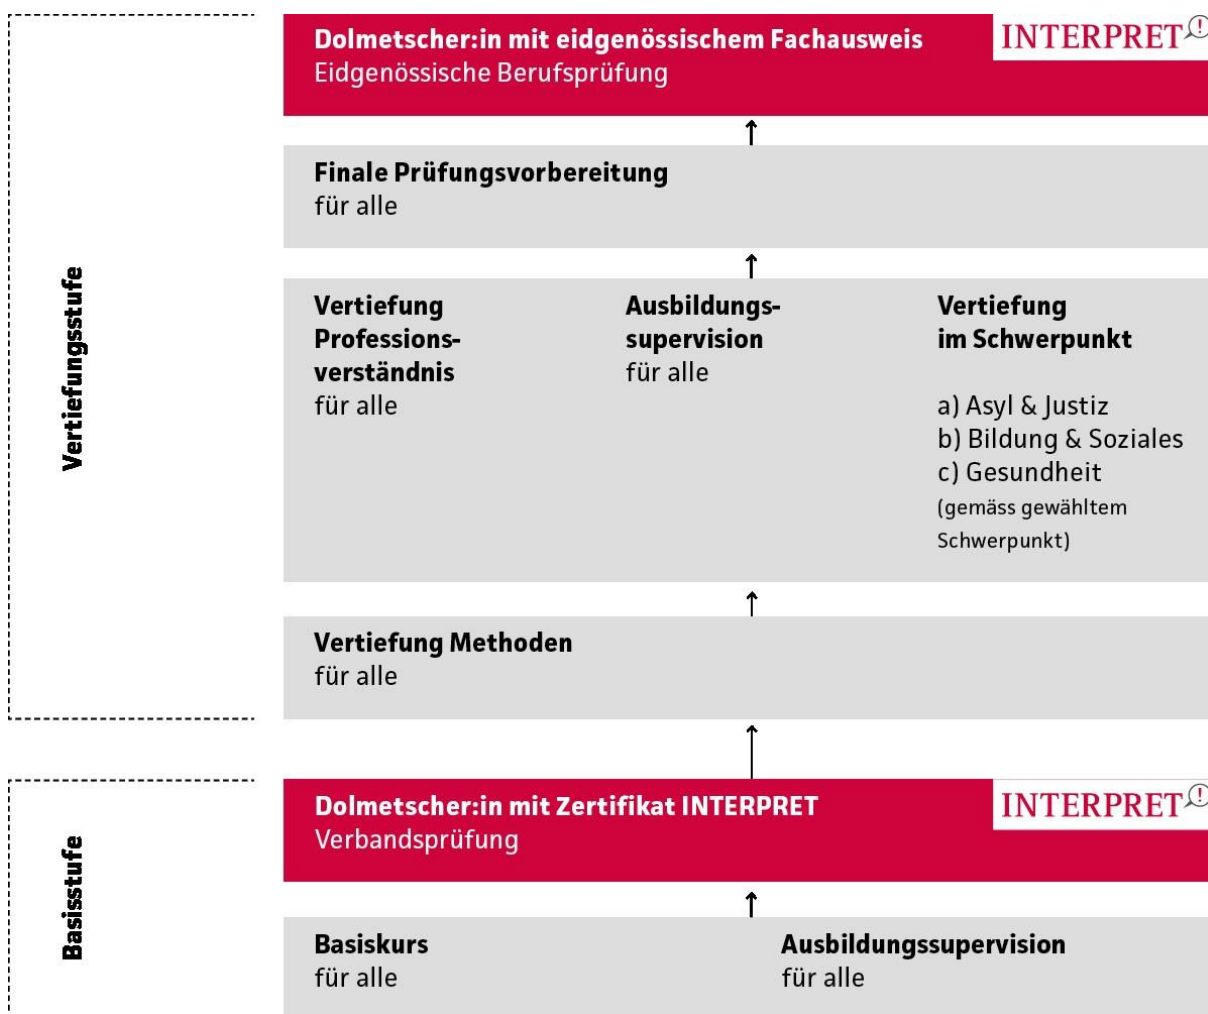 Dolmetscher:in mit eidgenössischem Fachausweis
Eidgenössische Berufsprüfung
INTERPRET!
Finale Prüfungsvorbereitung
für alle
Vertiefungsstufe
Vertiefung
Professions-
verständnis
für alle
Ausbildungs-
supervision
für alle
Vertiefung
im Schwerpunkt
a) Asyl & Justiz
b) Bildung & Soziales
c) Gesundheit
(gemäss gewähltem
Schwerpunkt)
Vertiefung Methoden
für alle
Dolmetscher:in mit Zertifikat INTERPRET
Verbandsprüfung
INTERPRET!
Basisstufe
Basiskurs
für alle
Ausbildungssupervision
für alle